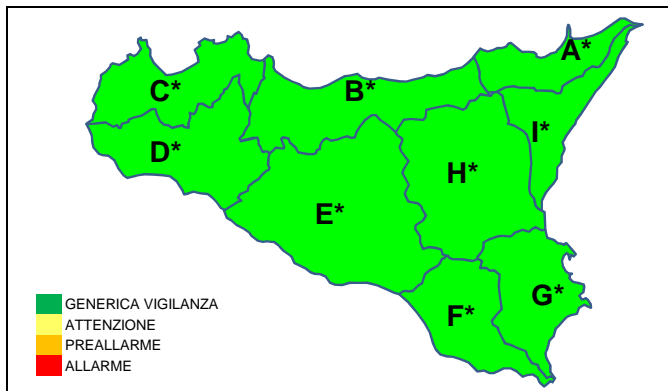 A*
C*
B*
I*
D*
H*
E*
G*
F*
GENERICA VIGILANZA
ATTENZIONE
PREALLARME
ALLARME